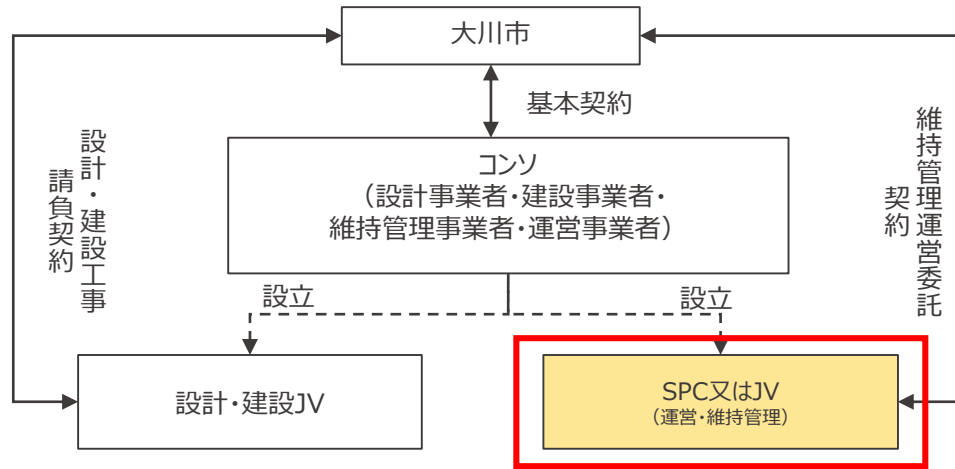 大川市
基本契約
コンソ
（設計事業者・建設事業者・
維持管理事業者・運営事業者）
設計・建設工事
請負契約
維持管理運営委託
契約
設立
設立
設計・建設JV
SPC又はJV
（運営・維持管理）